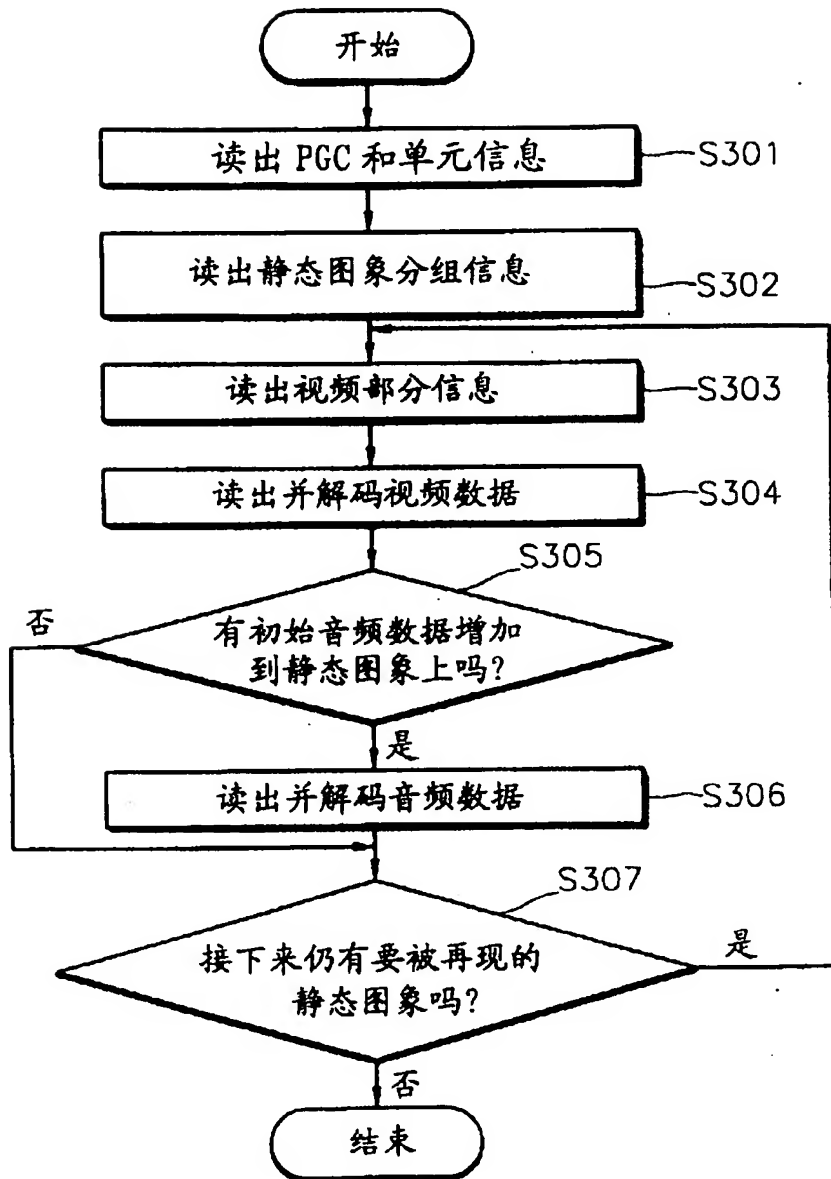 开始
读出 PGC 和单元信息
S301
读出静态图象分组信息
S302
读出视频部分信息
S303
读出并解码视频数据
S304
S305
否
有初始音频数据增加
到静态图象上吗?
是
读出并解码音频数据
S306
S307
接下来仍有要被再现的
静态图象吗?
是
否
结束